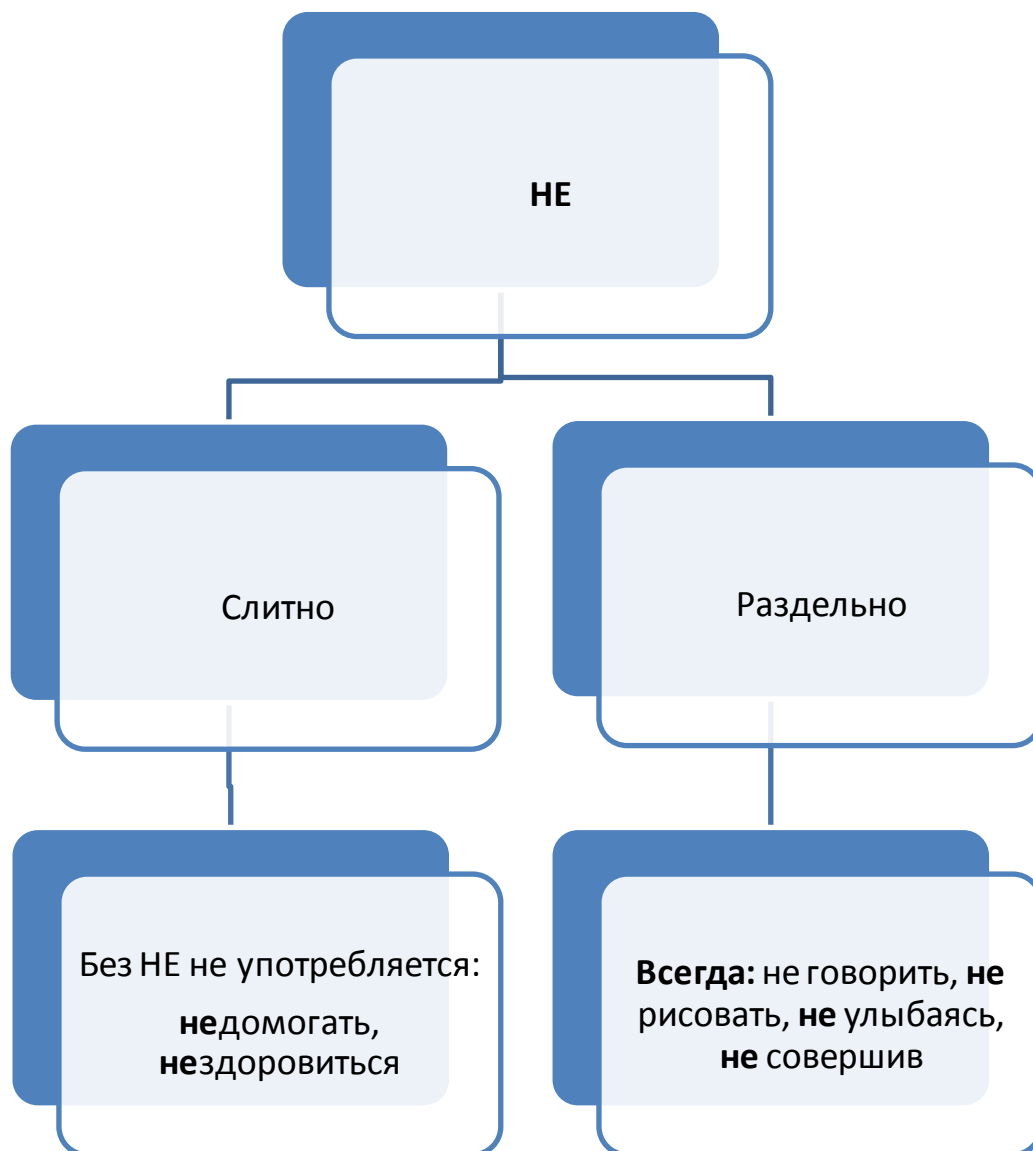 НЕ
Слитно
Раздельно
Без НЕ не употребляется:
недомогать,
нездоровиться
Всегда: не говорить, не
рисовать, не улыбаясь,
не совершив